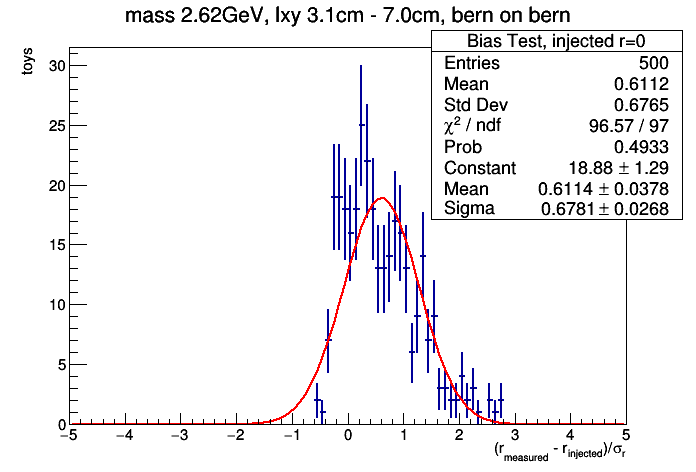 mass 2.62GeV, lxy 3.1cm - 7.0cm, bern on bern
Bias Test, injected r=0
Entries 500
Mean 0.6112
Std Dev 0.6765
χ² / ndf 96.57 / 97
Prob 0.4933
Constant 18.88 ± 1.29
Mean 0.6114 ± 0.0378
Sigma 0.6781 ± 0.0268
toys
30
25
20
15
10
5
0
−5 −4 −3 −2 −1 0 1 2 3 4 5
(r_measured - r_injected)/σ_r